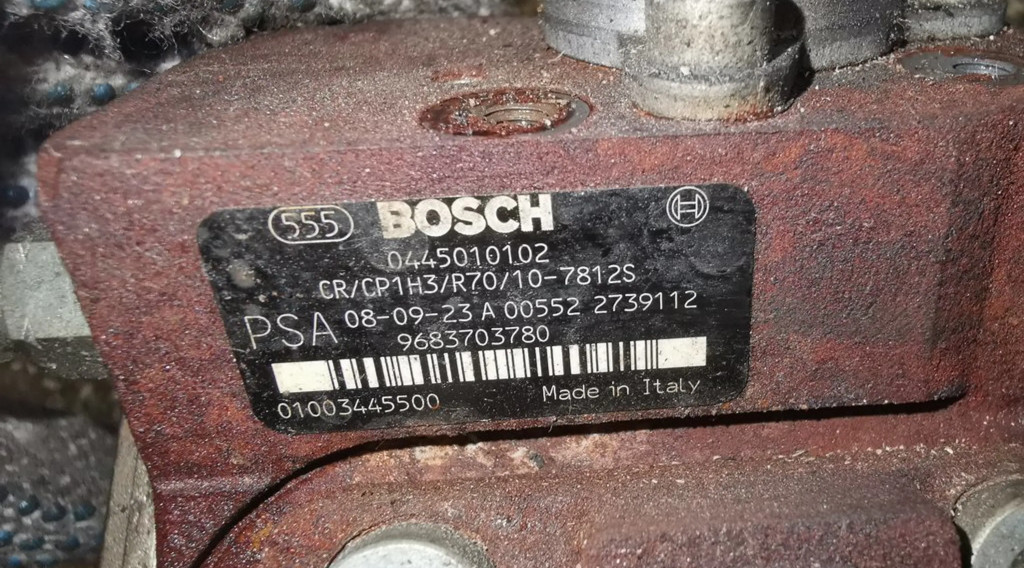 555 BOSCH
0445010102
CR/CP1H3/R70/10-7812S
PSA 08-09-23 A 00552 2739112
9683703780
01003445500 Made in Italy